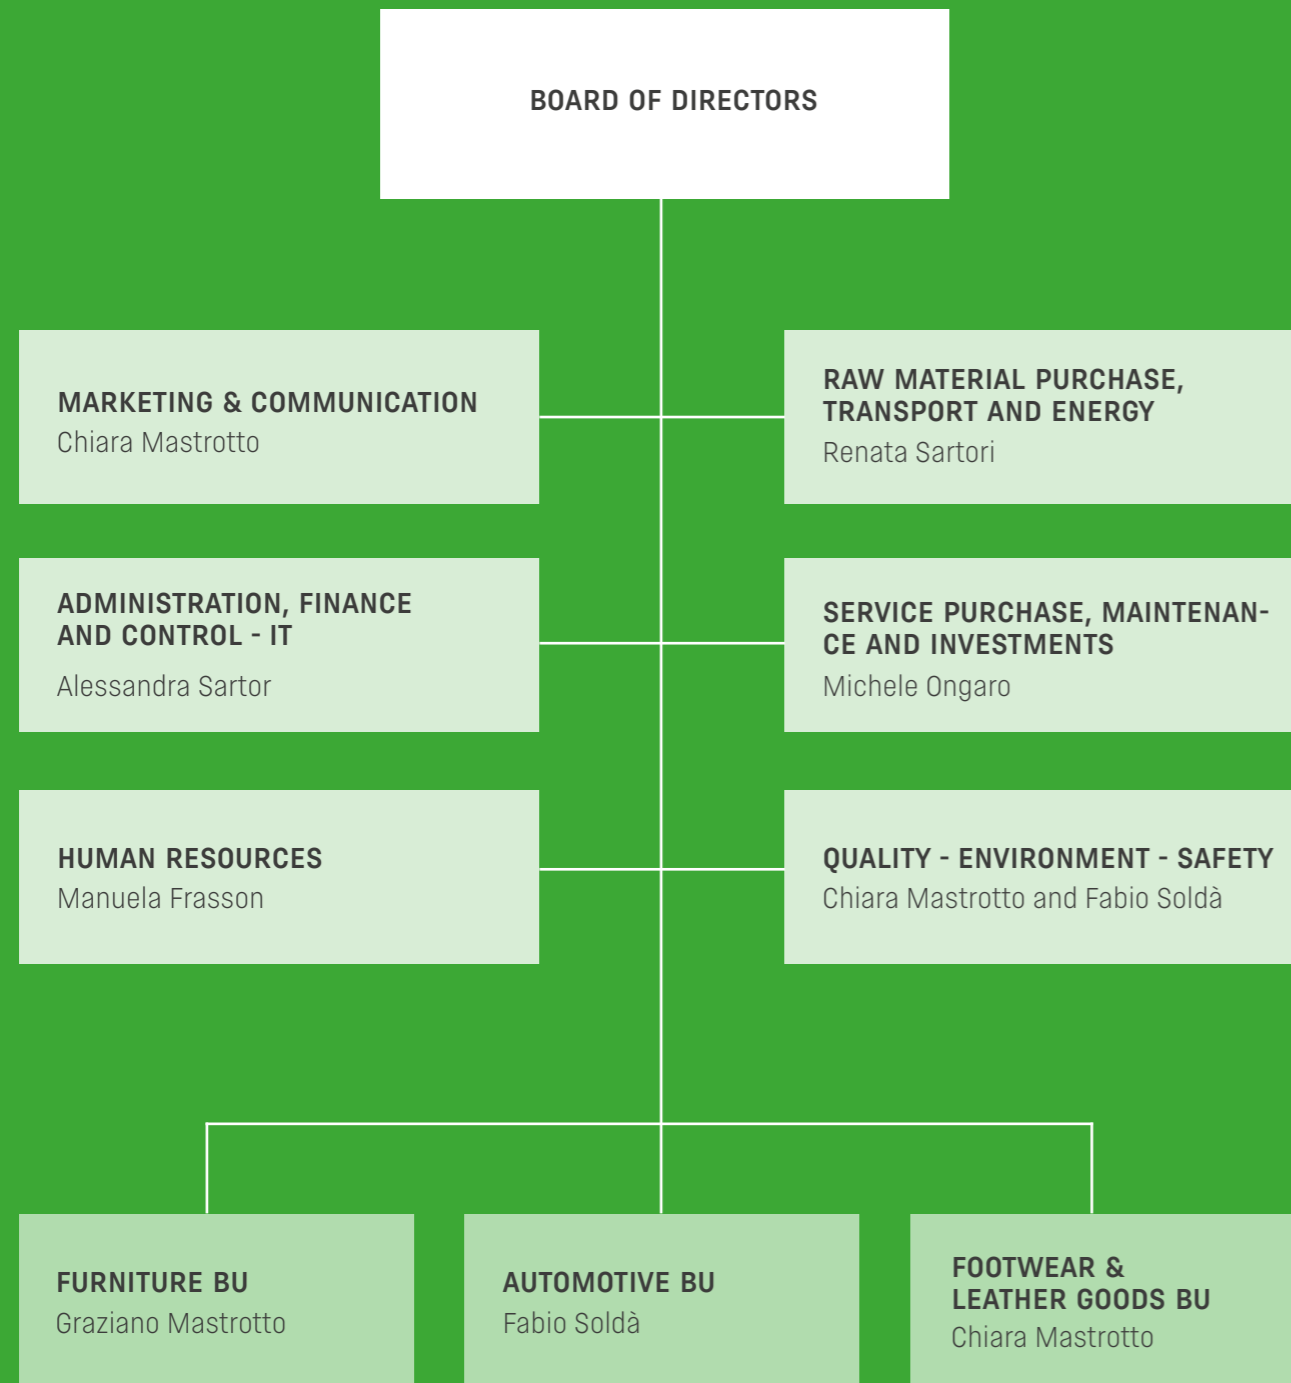 BOARD OF DIRECTORS
MARKETING & COMMUNICATION
Chiara Mastrotto
RAW MATERIAL PURCHASE,
TRANSPORT AND ENERGY
Renata Sartori
ADMINISTRATION, FINANCE
AND CONTROL - IT
Alessandra Sartor
SERVICE PURCHASE, MAINTENAN-
CE AND INVESTMENTS
Michele Ongaro
HUMAN RESOURCES
Manuela Frasson
QUALITY - ENVIRONMENT - SAFETY
Chiara Mastrotto and Fabio Soldà
FURNITURE BU
Graziano Mastrotto
AUTOMOTIVE BU
Fabio Soldà
FOOTWEAR &
LEATHER GOODS BU
Chiara Mastrotto